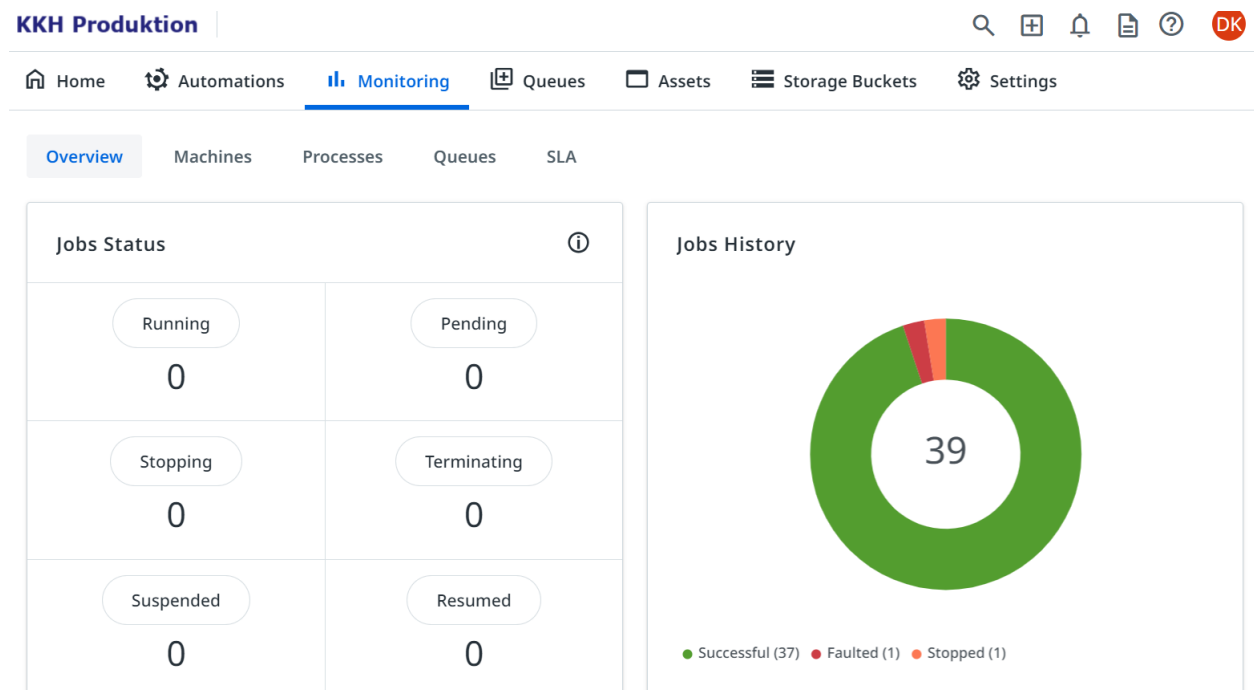 KKH Produktion
DK
Home Automations Monitoring Queues Assets Storage Buckets Settings
Overview Machines Processes Queues SLA
Jobs Status
Running Pending
0 0
Stopping Terminating
0 0
Suspended Resumed
0 0
Jobs History
39
Successful (37) Faulted (1) Stopped (1)